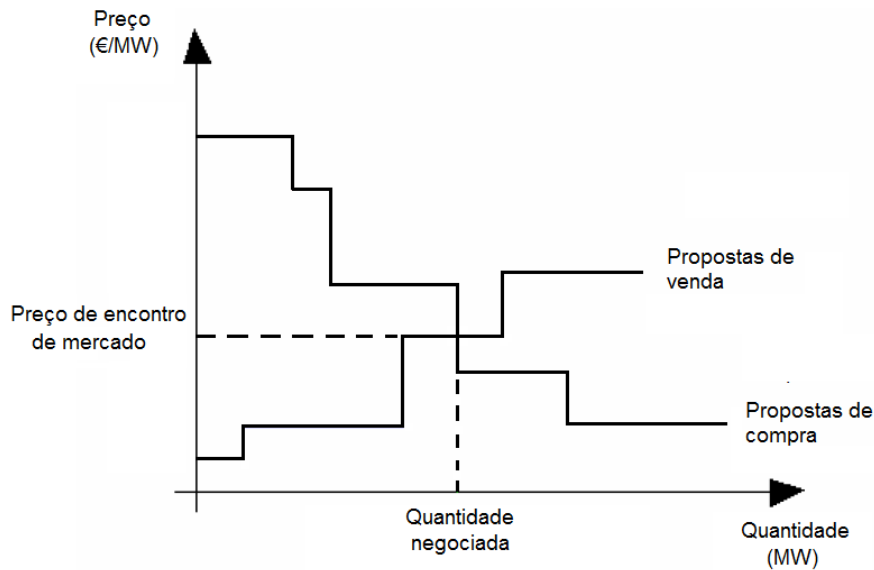 Preço
(€/MW)
Propostas de
venda
Preço de encontro
de mercado
Propostas de
compra
Quantidade
negociada
Quantidade
(MW)